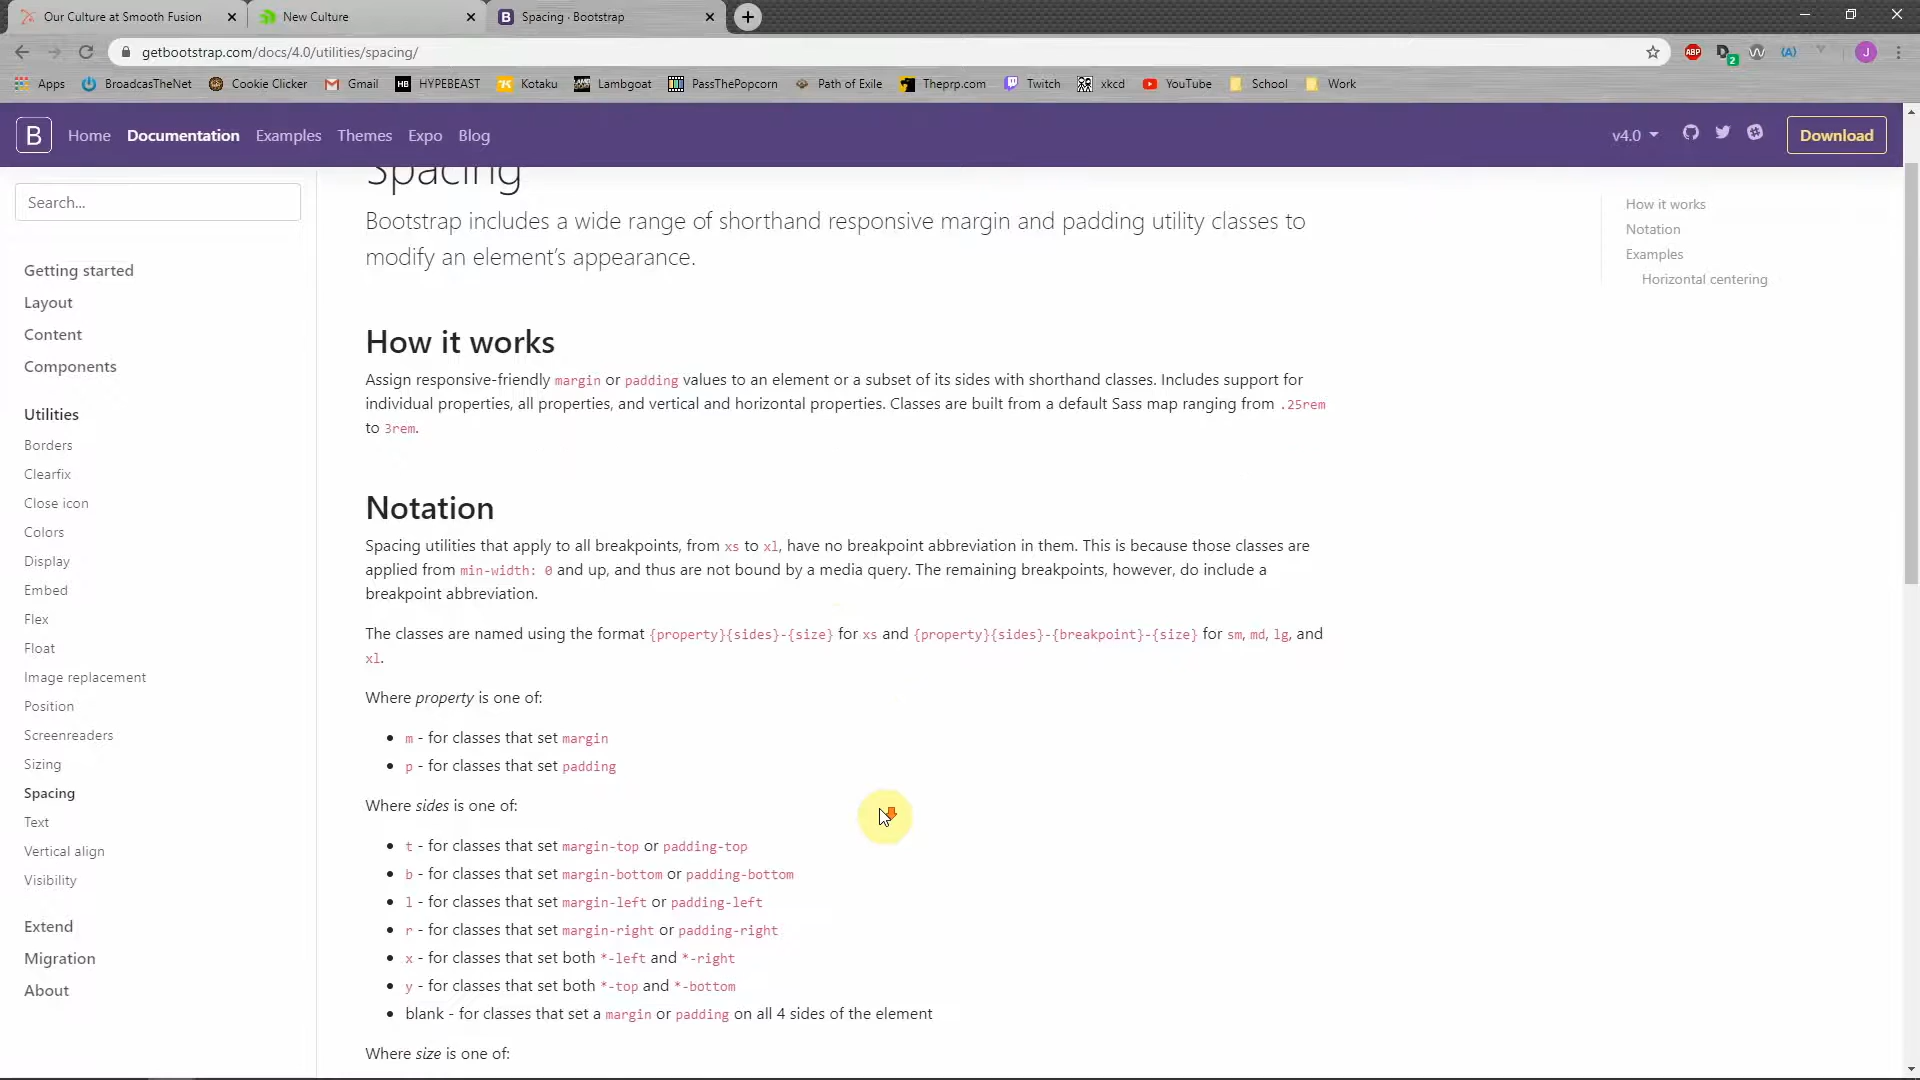 Our Culture at Smooth Fusion
New Culture
Spacing · Bootstrap
getbootstrap.com/docs/4.0/utilities/spacing/
ABP
2
W
(A)
J
Apps
BroadcasTheNet
Cookie Clicker
Gmail
HB HYPEBEAST
Kotaku
Lambgoat
PassThePopcorn
Path of Exile
Theprp.com
Twitch
xkcd
YouTube
School
Work
B
Home
Documentation
Examples
Themes
Expo
Blog
v4.0
Download
Search...
Getting started
Layout
Content
Components
Utilities
Borders
Clearfix
Close icon
Colors
Display
Embed
Flex
Float
Image replacement
Position
Screenreaders
Sizing
Spacing
Text
Vertical align
Visibility
Extend
Migration
About
Spacing
Bootstrap includes a wide range of shorthand responsive margin and padding utility classes to
modify an element’s appearance.
How it works
Assign responsive-friendly margin or padding values to an element or a subset of its sides with shorthand classes. Includes support for
individual properties, all properties, and vertical and horizontal properties. Classes are built from a default Sass map ranging from .25rem
to 3rem.
Notation
Spacing utilities that apply to all breakpoints, from xs to xl, have no breakpoint abbreviation in them. This is because those classes are
applied from min-width: 0 and up, and thus are not bound by a media query. The remaining breakpoints, however, do include a
breakpoint abbreviation.
The classes are named using the format {property}{sides}-{size} for xs and {property}{sides}-{breakpoint}-{size} for sm, md, lg, and
xl.
Where property is one of:
• m - for classes that set margin
• p - for classes that set padding
Where sides is one of:
• t - for classes that set margin-top or padding-top
• b - for classes that set margin-bottom or padding-bottom
• l - for classes that set margin-left or padding-left
• r - for classes that set margin-right or padding-right
• x - for classes that set both *-left and *-right
• y - for classes that set both *-top and *-bottom
• blank - for classes that set a margin or padding on all 4 sides of the element
Where size is one of:
How it works
Notation
Examples
Horizontal centering